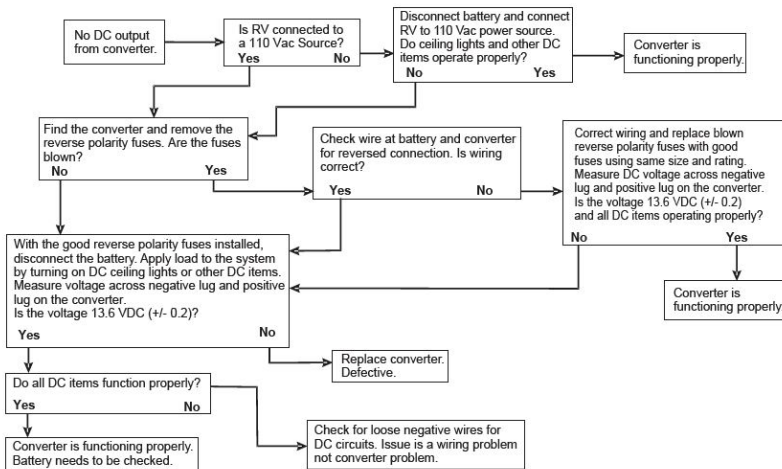 No DC output
from converter.
Is RV connected to
a 110 Vac Source?
Yes No
Disconnect battery and connect
RV to 110 Vac power source.
Do ceiling lights and other DC
items operate properly?
No Yes
Converter is
functioning properly.
Find the converter and remove the
reverse polarity fuses. Are the fuses
blown?
No Yes
Check wire at battery and converter
for reversed connection. Is wiring
correct?
Yes No
Correct wiring and replace blown
reverse polarity fuses with good
fuses using same size and rating.
Measure DC voltage across negative
lug and positive lug on the converter.
Is the voltage 13.6 VDC (+/- 0.2)
and all DC items operating properly?
No Yes
Converter is
functioning properly.
With the good reverse polarity fuses installed,
disconnect the battery. Apply load to the system
by turning on DC ceiling lights or other DC items.
Measure voltage across negative lug and positive
lug on the converter.
Is the voltage 13.6 VDC (+/- 0.2)?
Yes No
Replace converter.
Defective.
Do all DC items function properly?
Yes No
Converter is functioning properly.
Battery needs to be checked.
Check for loose negative wires for
DC circuits. Issue is a wiring problem
not converter problem.